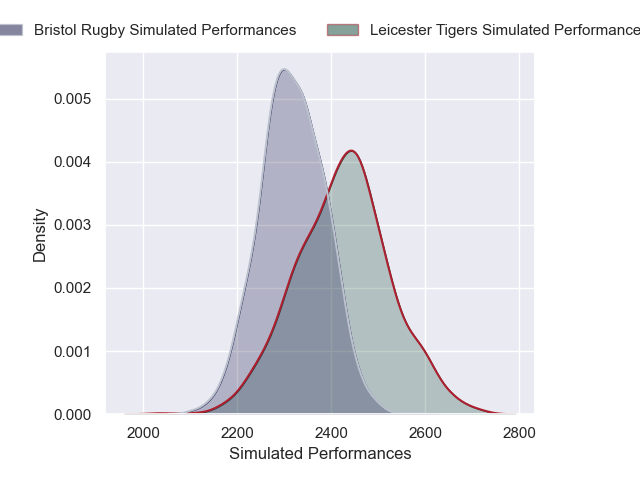 Bristol Rugby Simulated Performances
Leicester Tigers Simulated Performance
Density
0.005
0.004
0.003
0.002
0.001
0.000
2000 2200 2400 2600 2800
Simulated Performances